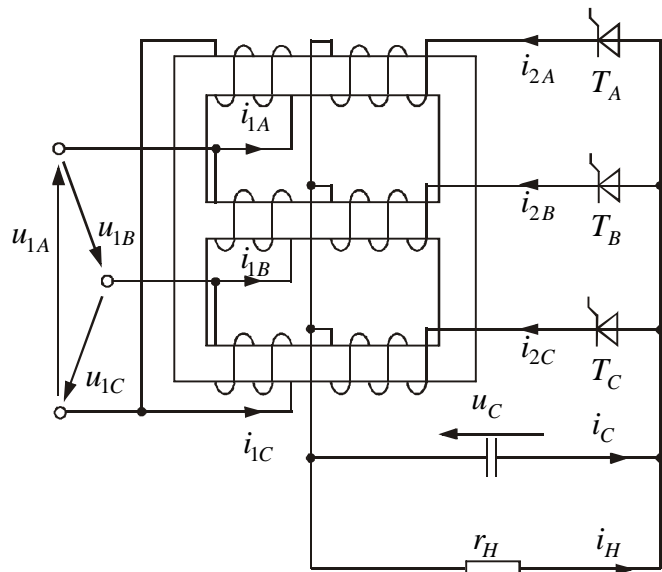 i2A
TA
i1A
u1A
u1B
i2B
TB
i1B
u1C
i2C
TC
uC
iC
i1C
rH
iH